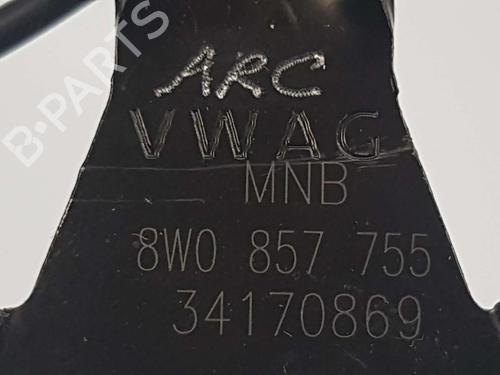 B-PARTS
ARC
VWAG
MNB
8W0 857 755
34170869